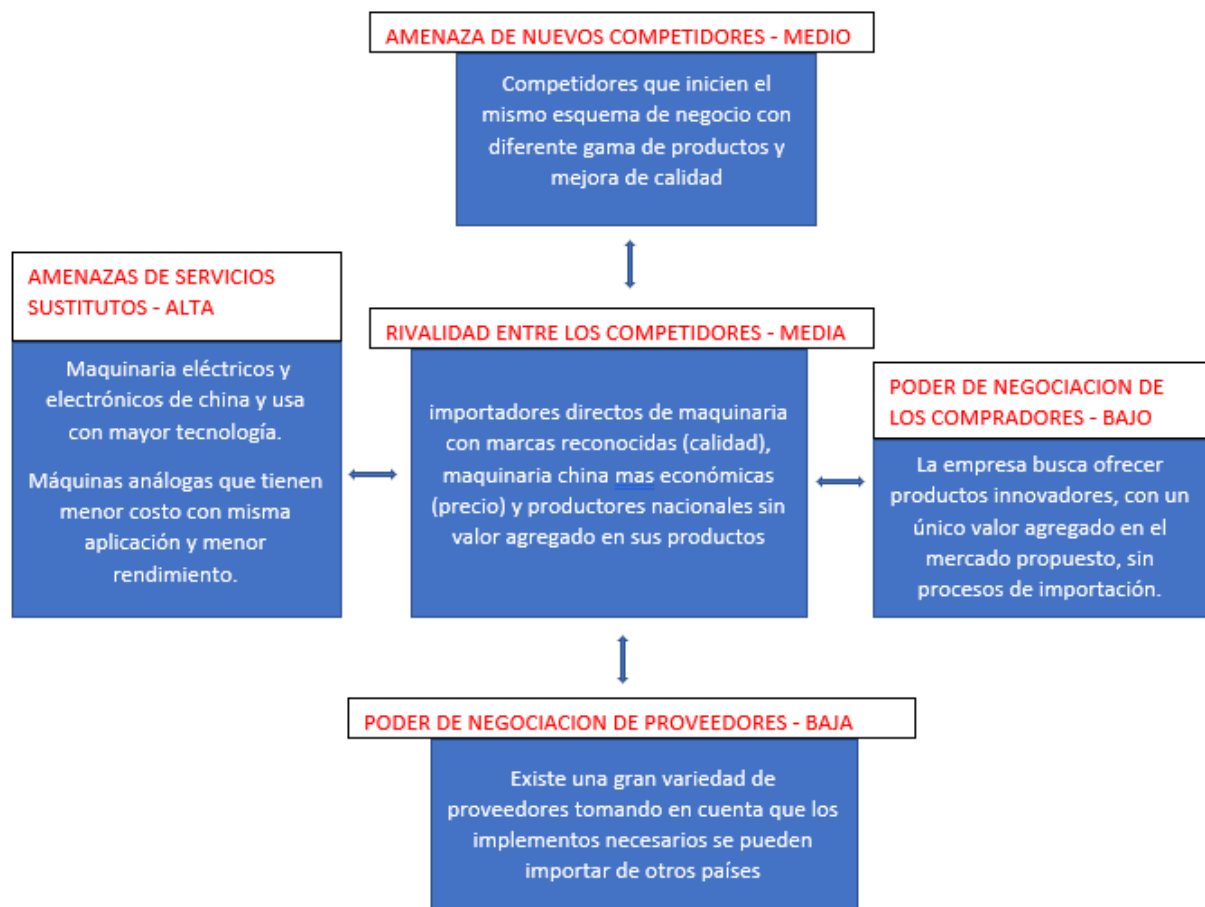 AMENAZA DE NUEVOS COMPETIDORES - MEDIO
Competidores que inicien el
mismo esquema de negocio con
diferente gama de productos y
mejora de calidad
AMENAZAS DE SERVICIOS
SUSTITUTOS - ALTA
Maquinaria eléctricos y
electrónicos de china y usa
con mayor tecnología.
Máquinas análogas que tienen
menor costo con misma
aplicación y menor
rendimiento.
RIVALIDAD ENTRE LOS COMPETIDORES - MEDIA
importadores directos de maquinaria
con marcas reconocidas (calidad),
maquinaria china mas económicas
(precio) y productores nacionales sin
valor agregado en sus productos
PODER DE NEGOCIACION DE
LOS COMPRADORES - BAJO
La empresa busca ofrecer
productos innovadores, con un
único valor agregado en el
mercado propuesto, sin
procesos de importación.
PODER DE NEGOCIACION DE PROVEEDORES - BAJA
Existe una gran variedad de
proveedores tomando en cuenta que los
implementos necesarios se pueden
importar de otros países